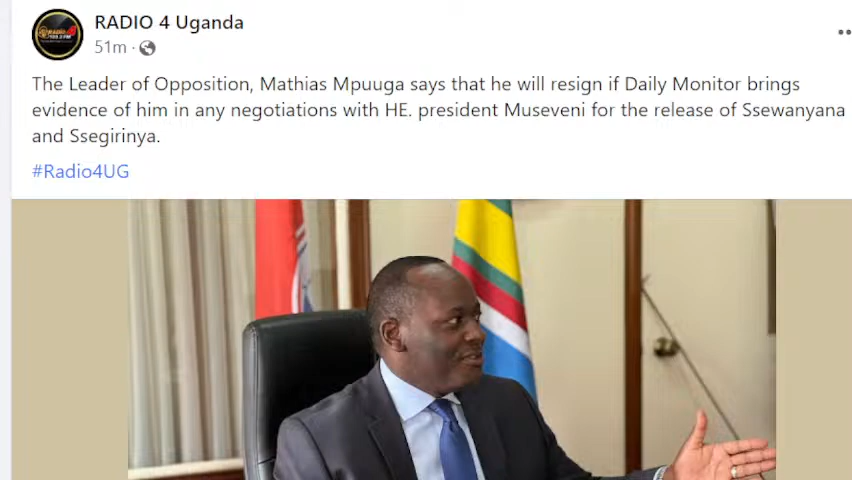 RADIO 4 Uganda
51m ·
The Leader of Opposition, Mathias Mpuuga says that he will resign if Daily Monitor brings
evidence of him in any negotiations with HE. president Museveni for the release of Ssewanyana
and Ssegirinya.
#Radio4UG